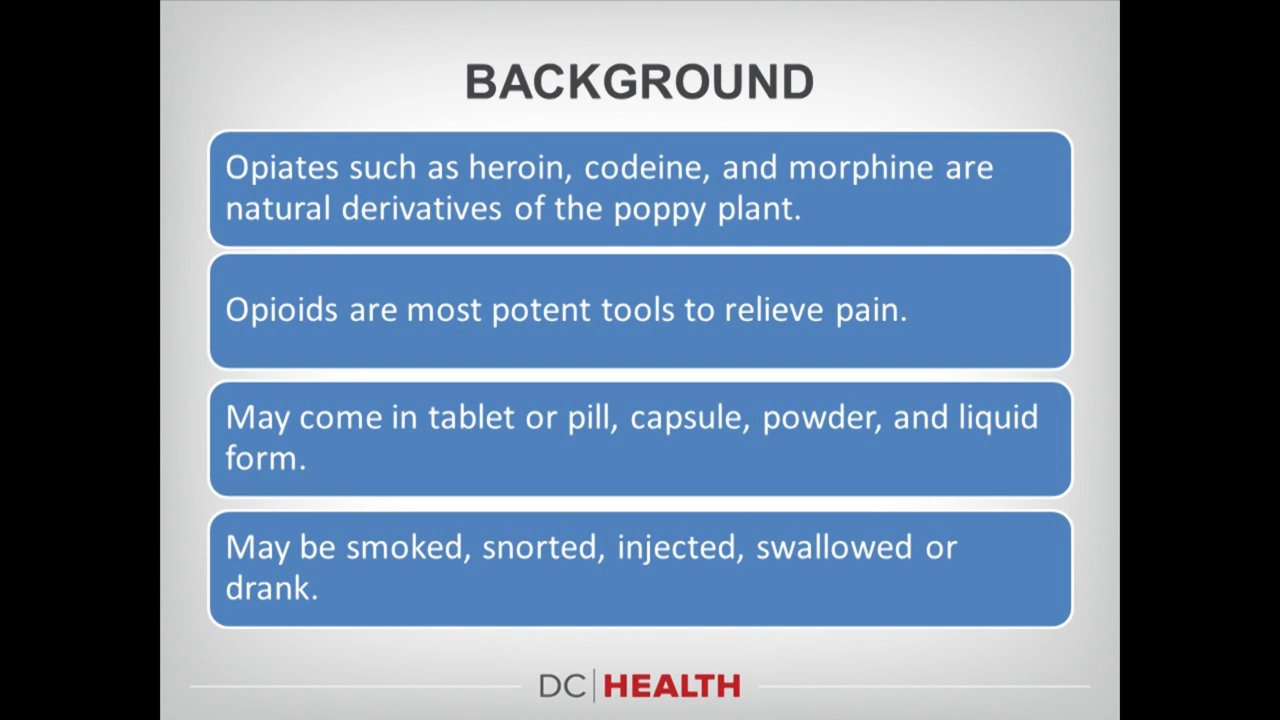 BACKGROUND
Opiates such as heroin, codeine, and morphine are
natural derivatives of the poppy plant.
Opioids are most potent tools to relieve pain.
May come in tablet or pill, capsule, powder, and liquid
form.
May be smoked, snorted, injected, swallowed or
drank.
DC|HEALTH